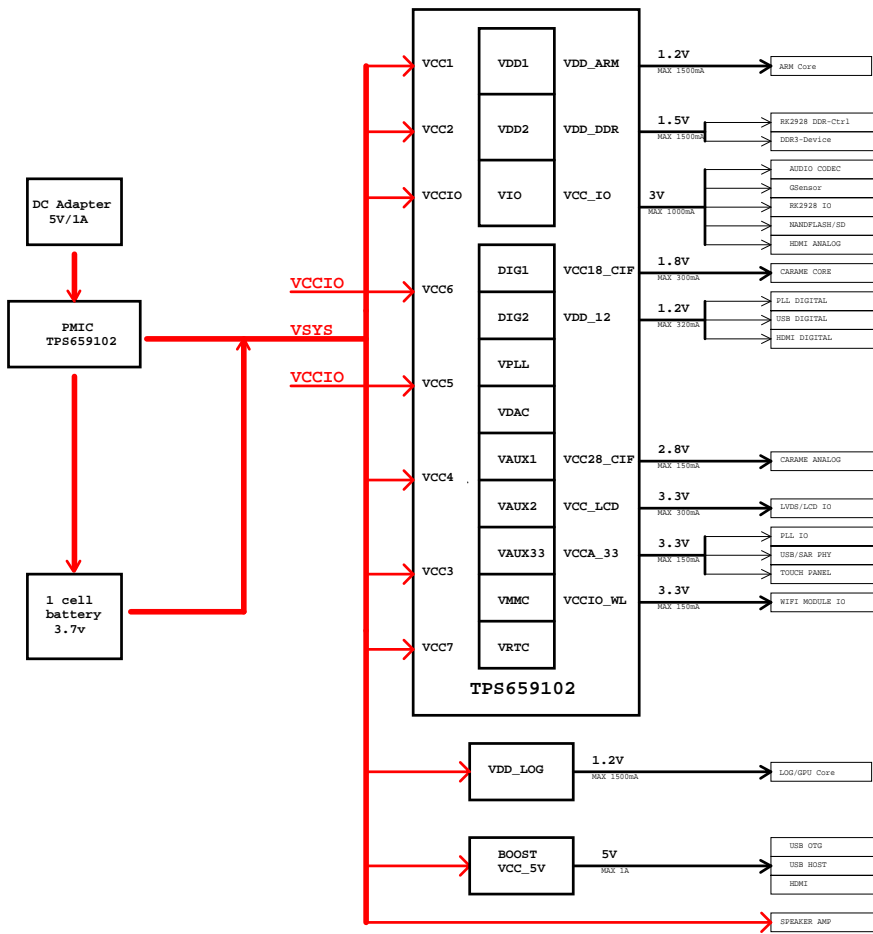 VCC1
VDD1
VDD_ARM
1.2V
MAX 1500mA
ARM Core
VCC2
VDD2
VDD_DDR
1.5V
MAX 1500mA
RK2928 DDR-Ctrl
DDR3-Device
VCCIO
VIO
VCC_IO
3V
MAX 1000mA
AUDIO CODEC
GSensor
RK2928 IO
NANDFLASH/SD
HDMI ANALOG
DC Adapter
5V/1A
VCCIO
VCC6
DIG1
VCC18_CIF
1.8V
MAX 300mA
CARAME CORE
PMIC
TPS659102
VSYS
DIG2
VDD_12
1.2V
MAX 320mA
PLL DIGITAL
USB DIGITAL
HDMI DIGITAL
VPLL
VCCIO
VCC5
VDAC
VCC4
VAUX1
VCC28_CIF
2.8V
MAX 150mA
CARAME ANALOG
VAUX2
VCC_LCD
3.3V
MAX 300mA
LVDS/LCD IO
VCC3
VAUX33
VCCA_33
3.3V
MAX 150mA
PLL IO
USB/SAR PHY
TOUCH PANEL
1 cell
battery
3.7v
VMMC
VCCIO_WL
3.3V
MAX 150mA
WIFI MODULE IO
VCC7
VRTC
TPS659102
VDD_LOG
1.2V
MAX 1500mA
LOG/GPU Core
BOOST
VCC_5V
5V
MAX 1A
USB OTG
USB HOST
HDMI
SPEAKER AMP